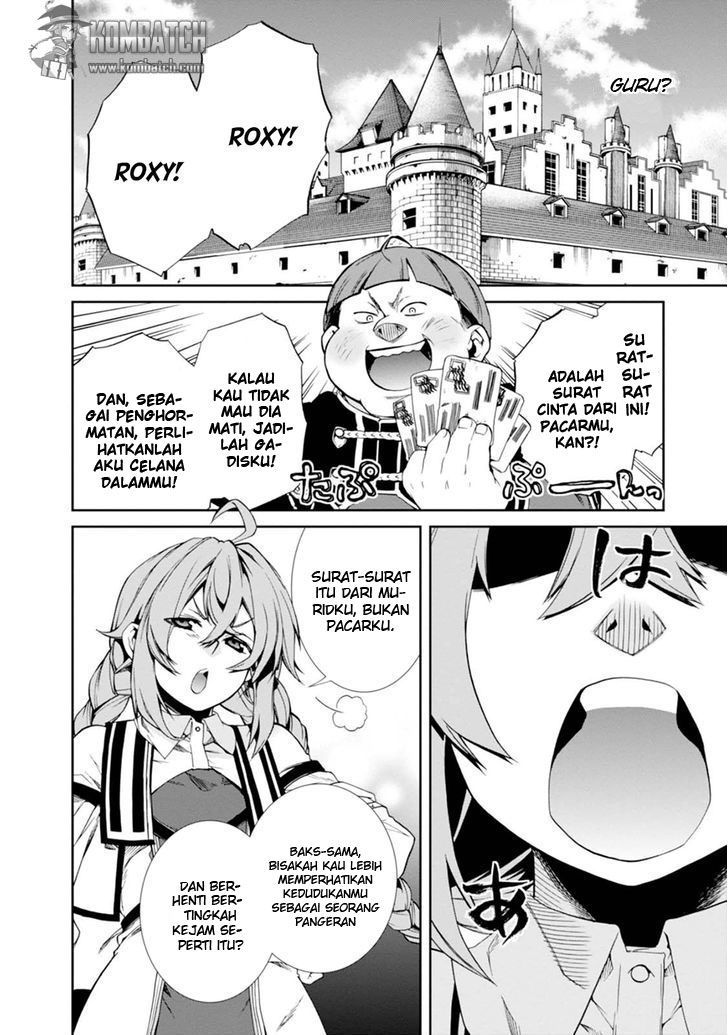 KOMBATCH
www.kombatch.com
GURU?
ROXY!
ROXY!
SU
RAT-
SU-
RAT
INI!
ADALAH
SURAT
CINTA DARI
PACARMU,
KAN?!
KALAU
KAU TIDAK
MAU DIA
MATI, JADI-
LAH GA-
DISKU!
DAN, SEBA-
GAI PENGHOR-
MATAN, PERLI-
HATKANLAH
AKU CELANA
DALAMMU!
たぷ
ぷーんっ
はぁ
SURAT-SURAT
ITU DARI MU-
RIDKU, BUKAN
PACARKU.
BAKS-SAMA,
BISAKAH KAU LEBIH
MEMPERHATIKAN
KEDUDUKANMU
SEBAGAI SEORANG
PANGERAN
DAN BER-
HENTI BER-
TINGKAH
KEJAM SE-
PERTI ITU?